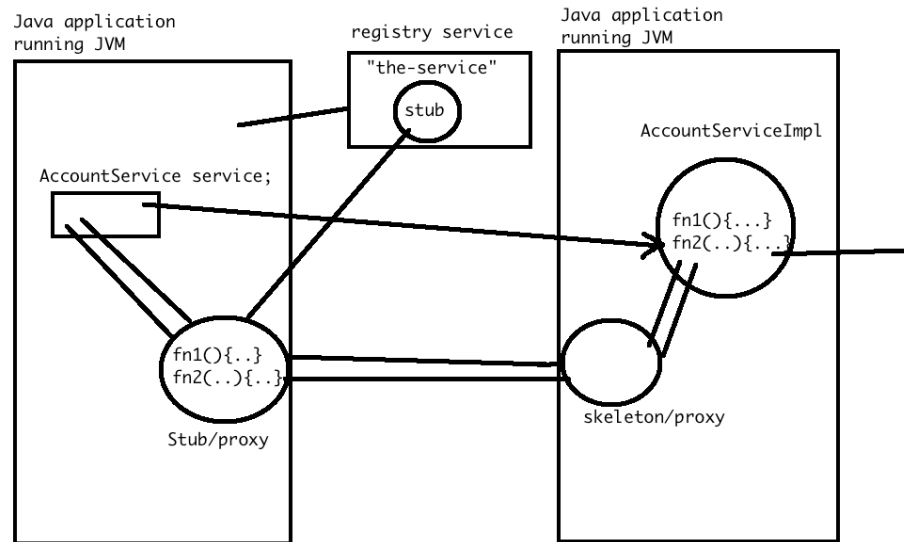 Java application
running JVM
registry service
"the-service"
stub
Java application
running JVM
AccountServiceImpl
AccountService service;
fn1(){...}
fn2(..){...}
fn1(){..}
fn2(..){..}
Stub/proxy
skeleton/proxy